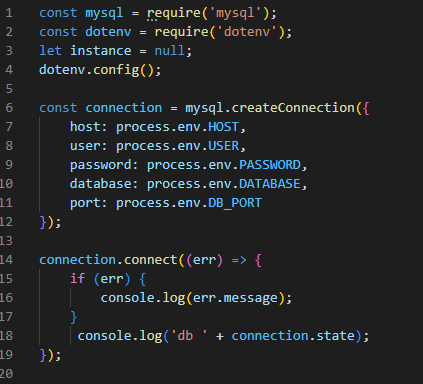 1 const mysql = require('mysql');
2 const dotenv = require('dotenv');
3 let instance = null;
4 dotenv.config();
5
6 const connection = mysql.createConnection({
7     host: process.env.HOST,
8     user: process.env.USER,
9     password: process.env.PASSWORD,
10     database: process.env.DATABASE,
11     port: process.env.DB_PORT
12 });
13
14 connection.connect((err) => {
15     if (err) {
16         console.log(err.message);
17     }
18      console.log('db ' + connection.state);
19 });
20